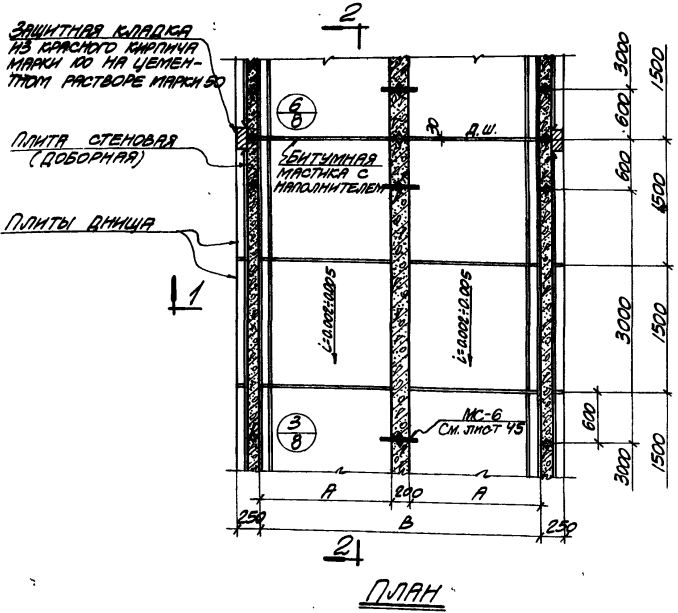 2
ЗАЩИТНАЯ КЛАДКА
ИЗ КРАСНОГО КИРПИЧА
МАРКИ 100 НА ЦЕМЕН-
ТНОМ РАСТВОРЕ МАРКИ 50
ПЛИТА СТЕНОВАЯ
(ДОБОРНАЯ)
ПЛИТЫ ДНИЩА
1
6
8
30
Д.Ш.
БИТУМНАЯ
МАСТИКА С
НАПОЛНИТЕЛЕМ
i=0.002÷0.005
i=0.002÷0.005
3
8
МС-6
СМ. ЛИСТ 45
3000
600
600
3000
600
3000
1500
1500
1500
1500
А
200
А
250
В
250
2
ПЛАН